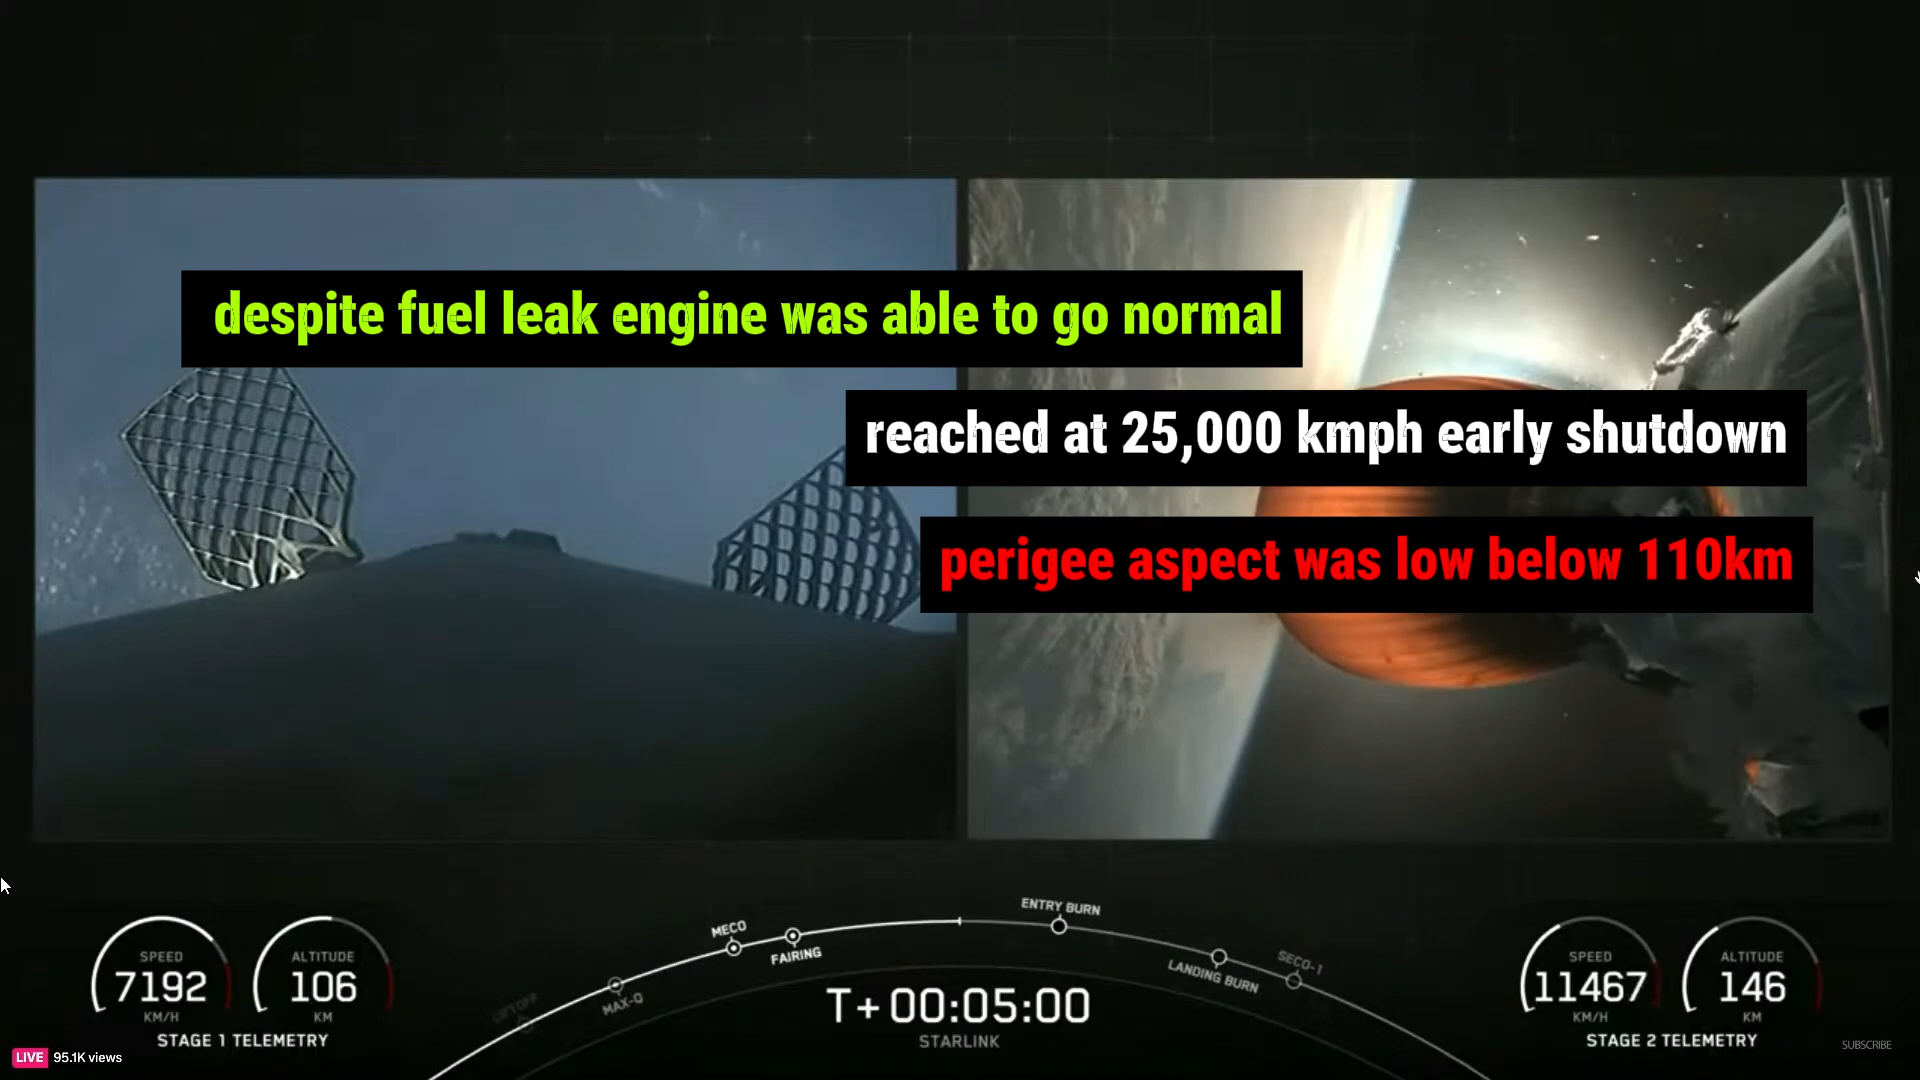 despite fuel leak engine was able to go normal
reached at 25,000 kmph early shutdown
perigee aspect was low below 110km
LIFTOFF
MAX-Q
MECO
FAIRING
ENTRY BURN
LANDING BURN
SECO-1
SPEED
7192
KM/H
ALTITUDE
106
KM
STAGE 1 TELEMETRY
T+00:05:00
STARLINK
SPEED
11467
KM/H
ALTITUDE
146
KM
STAGE 2 TELEMETRY
LIVE 95.1K views
SUBSCRIBE